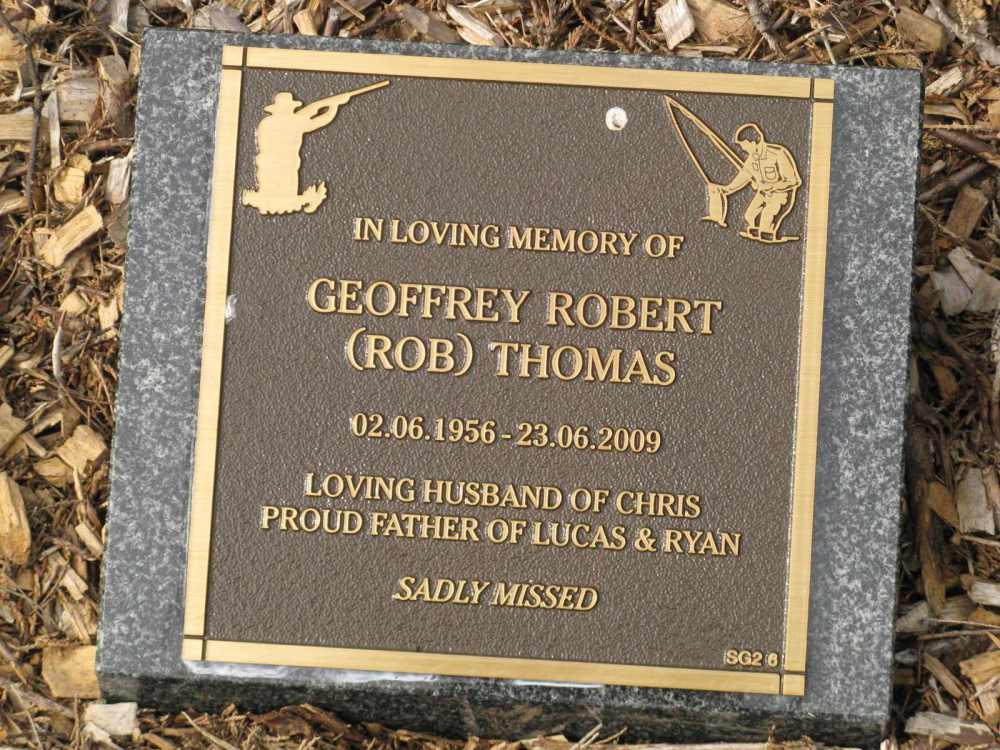 IN LOVING MEMORY OF
GEOFFREY ROBERT
(ROB) THOMAS
02.06.1956 - 23.06.2009
LOVING HUSBAND OF CHRIS
PROUD FATHER OF LUCAS & RYAN
SADLY MISSED
SG2 6